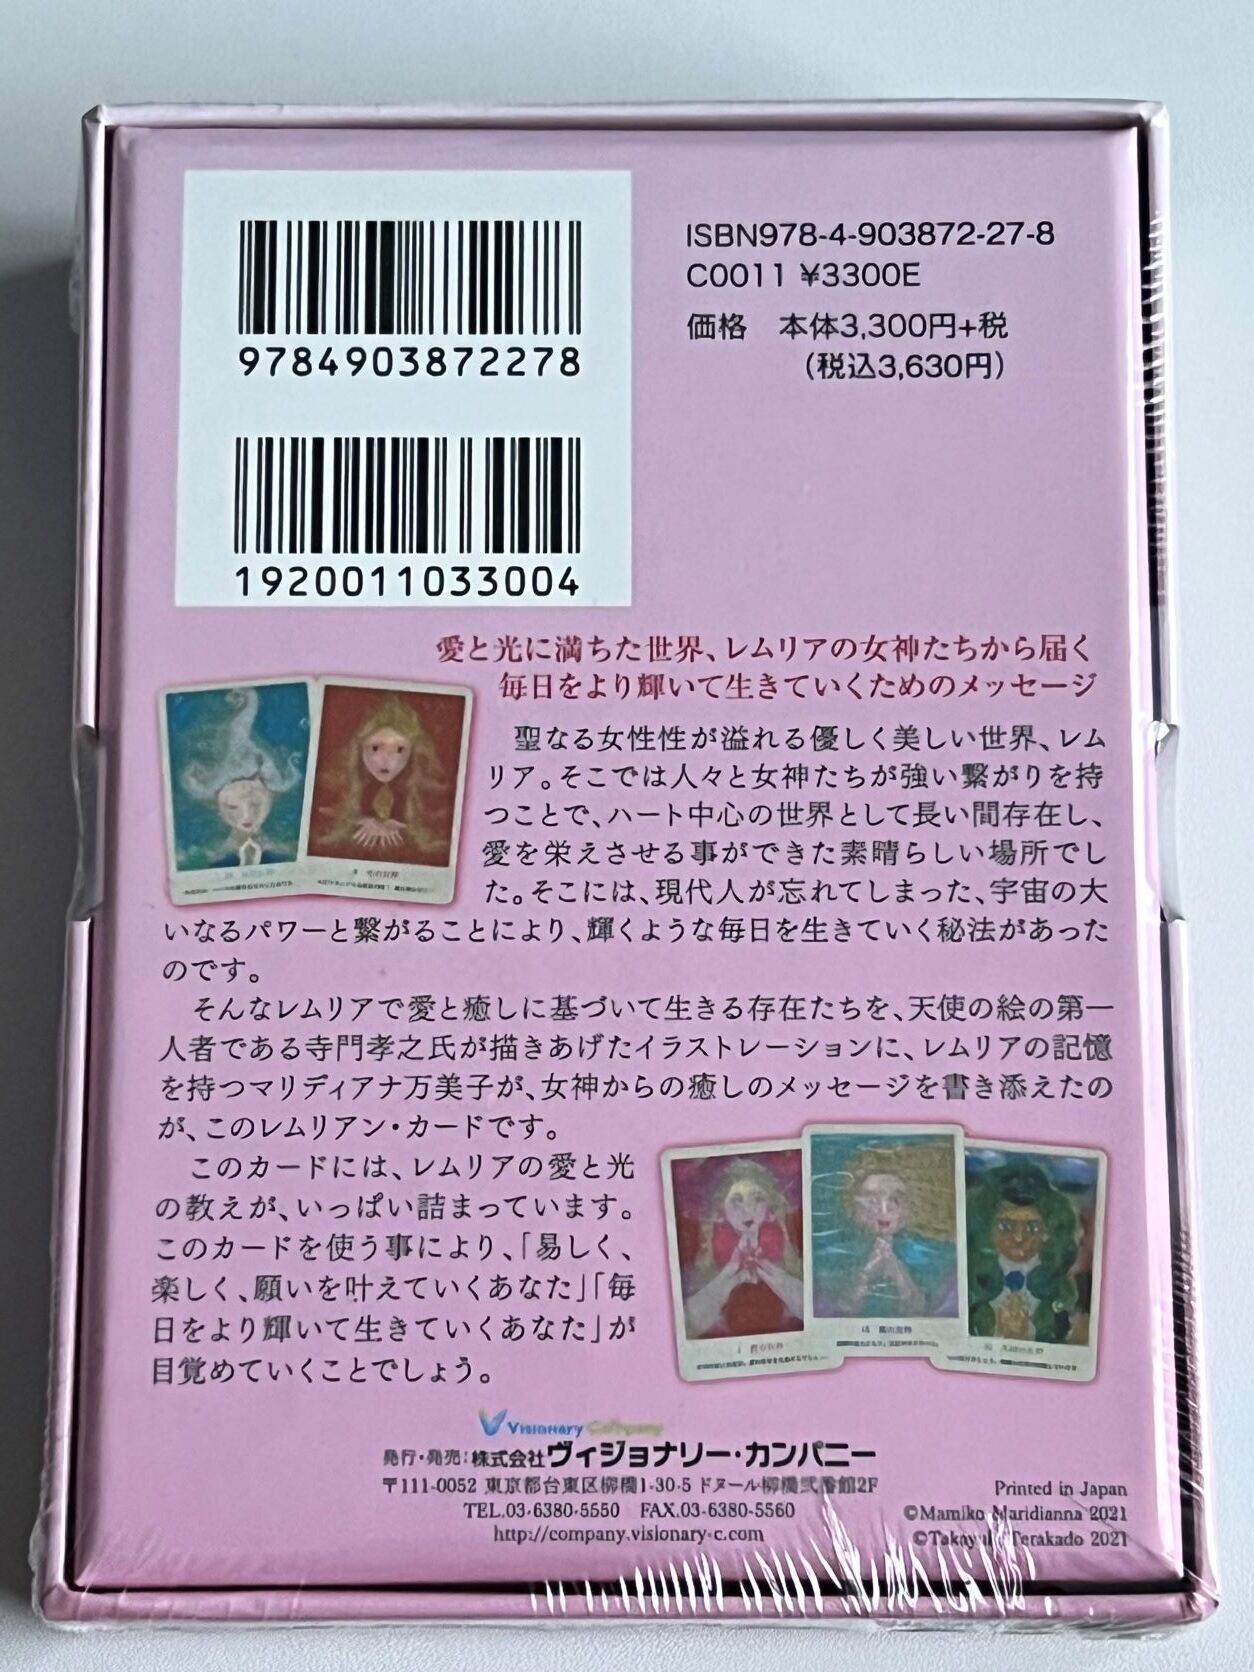 ISBN978-4-903872-27-8
C0011 ¥3300E
価格　本体3,300円+税
(税込3,630円)
9784903872278
1920011033004
愛と光に満ちた世界、レムリアの女神たちから届く
毎日をより輝いて生きていくためのメッセージ
聖なる女性性が溢れる優しく美しい世界、レム
リア。そこでは人々と女神たちが強い繋がりを持
つことで、ハート中心の世界として長い間存在し、
愛を栄えさせる事ができた素晴らしい場所でし
た。そこには、現代人が忘れてしまった、宇宙の大
いなるパワーと繋がることにより、輝くような毎日を生きていく秘法があった
のです。
そんなレムリアで愛と癒しに基づいて生きる存在たちを、天使の絵の第一
人者である寺門孝之氏が描きあげたイラストレーションに、レムリアの記憶
を持つマリディアナ万美子が、女神からの癒しのメッセージを書き添えたの
が、このレムリアン・カードです。
このカードには、レムリアの愛と光
の教えが、いっぱい詰まっています。
このカードを使う事により、「易しく、
楽しく、願いを叶えていくあなた」「毎
日をより輝いて生きていくあなた」が
目覚めていくことでしょう。
Visionary Company
発行・発売:株式会社ヴィジョナリー・カンパニー
〒111-0052 東京都台東区柳橋1-30-5 ドヌール柳橋弐番館2F
TEL.03-6380-5550　FAX.03-6380-5560
http://company.visionary-c.com
Printed in Japan
©Mamiko Maridianna 2021
©Takayuki Terakado 2021